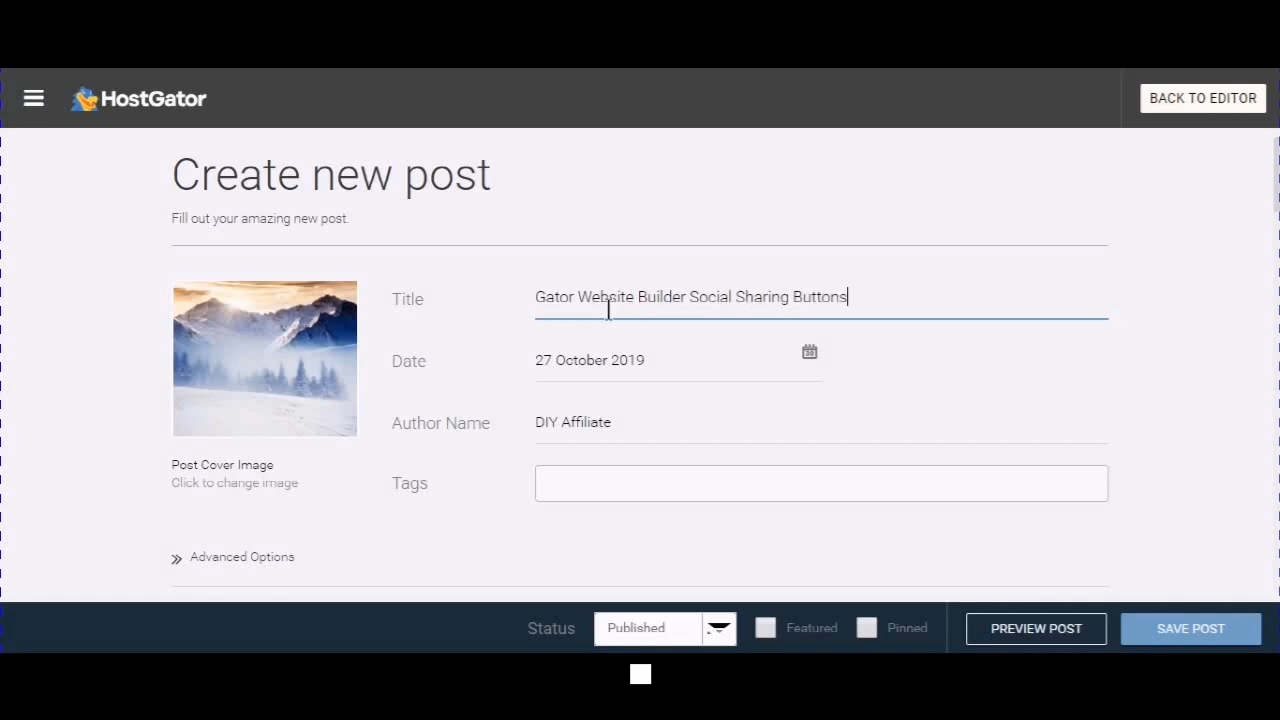 HostGator
BACK TO EDITOR
Create new post
Fill out your amazing new post.
Title
Gator Website Builder Social Sharing Buttons
Date
27 October 2019
30
Author Name
DIY Affiliate
Post Cover Image
Click to change image
Tags
Advanced Options
Status
Published
Featured
Pinned
PREVIEW POST
SAVE POST